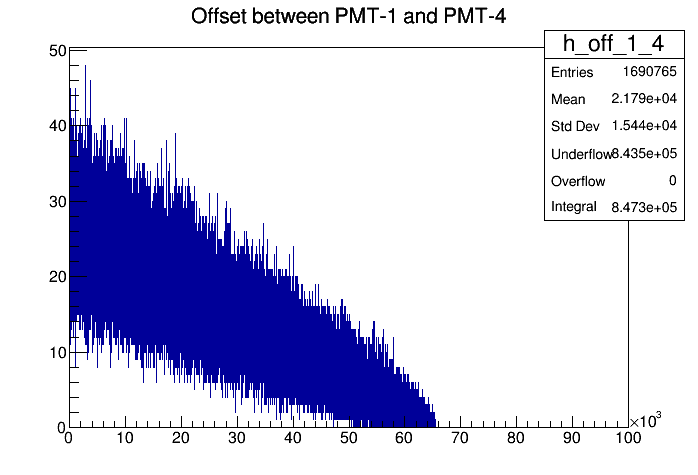 Offset between PMT-1 and PMT-4
h_off_1_4
Entries 1690765
Mean 2.179e+04
Std Dev 1.544e+04
Underflow 8.435e+05
Overflow 0
Integral 8.473e+05
50
40
30
20
10
0
0 10 20 30 40 50 60 70 80 90 100
×10³